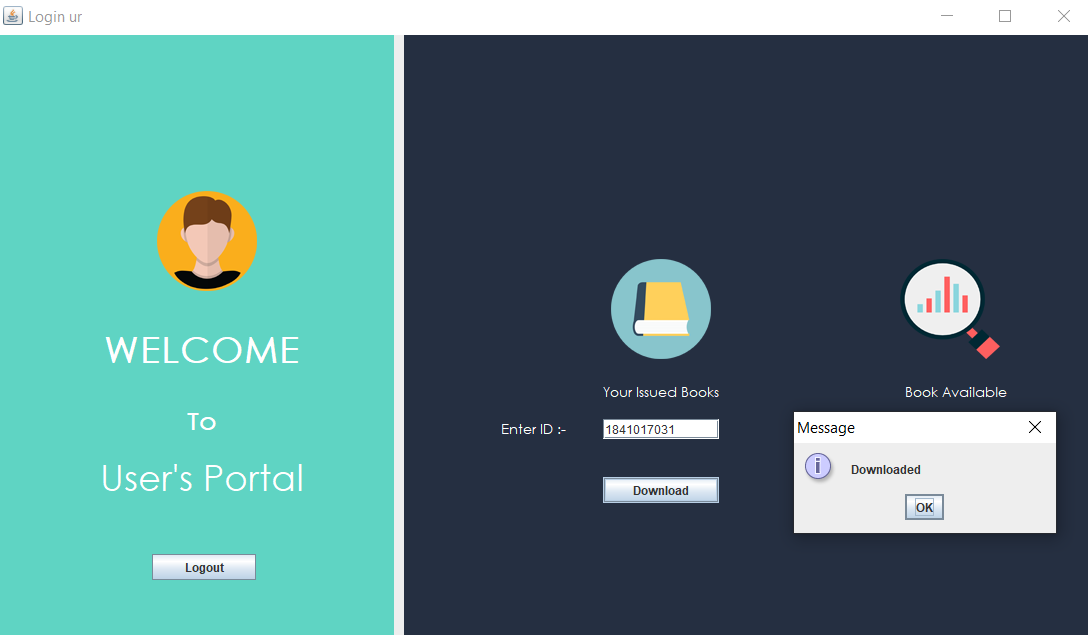 Login ur
WELCOME
To
User's Portal
Logout
Your Issued Books
Enter ID :- 1841017031
Download
Book Available
Message
Downloaded
OK